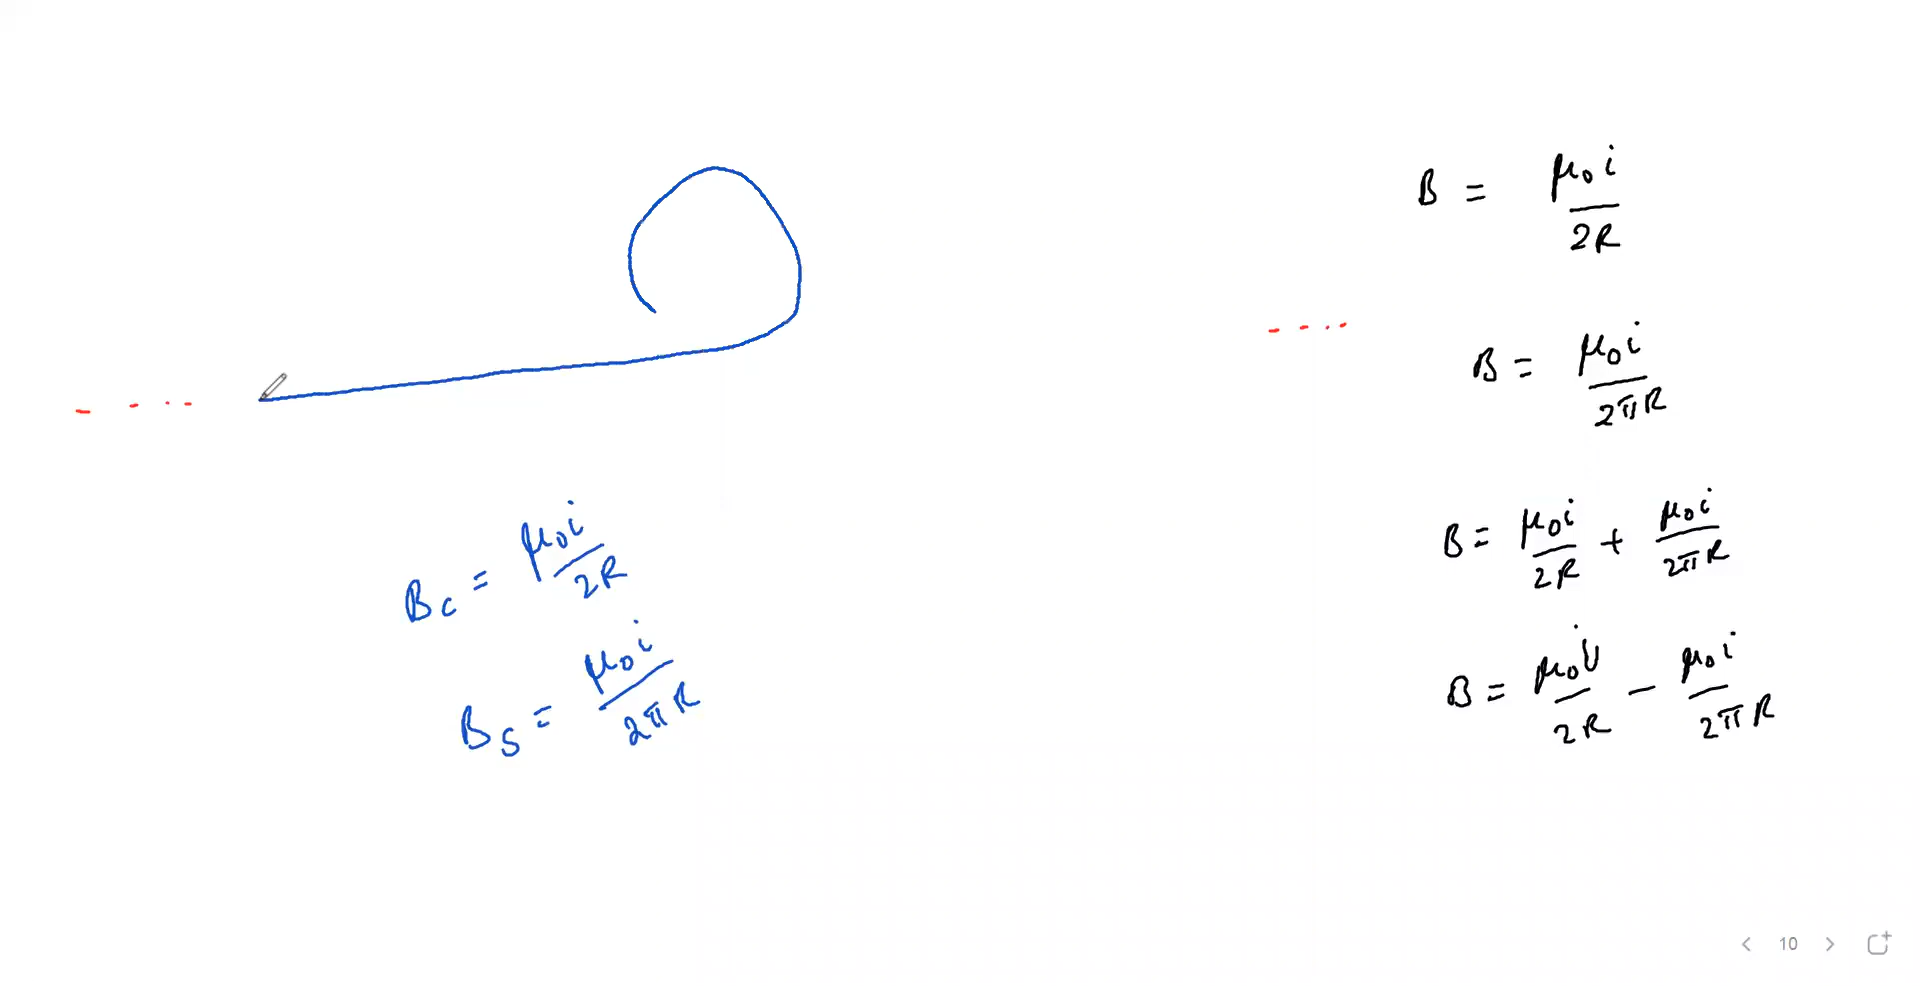 B = μ₀i/2R
B = μ₀i/2πR
B = μ₀i/2R + μ₀i/2πR
B = μ₀i/2R - μ₀i/2πR
B_C = μ₀i/2R
B_S = μ₀i/2πR
10